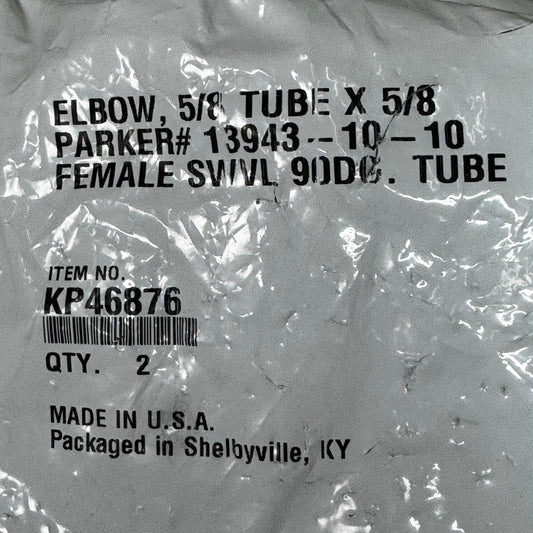 ELBOW, 5/8 TUBE X 5/8
PARKER# 13943--10-10
FEMALE SWVL 90DG. TUBE
ITEM NO.
KP46876
QTY. 2
MADE IN U.S.A.
Packaged in Shelbyville, KY